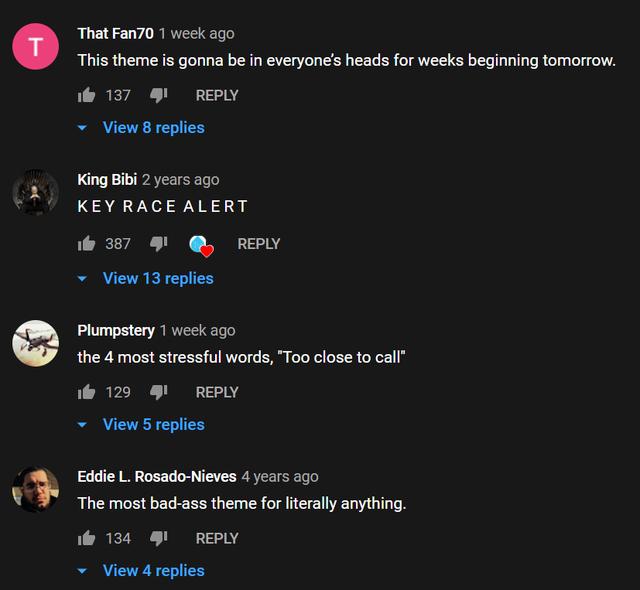 T
That Fan70 1 week ago
This theme is gonna be in everyone’s heads for weeks beginning tomorrow.
137 REPLY
View 8 replies
King Bibi 2 years ago
K E Y R A C E A L E R T
387 REPLY
View 13 replies
Plumpstery 1 week ago
the 4 most stressful words, "Too close to call"
129 REPLY
View 5 replies
Eddie L. Rosado-Nieves 4 years ago
The most bad-ass theme for literally anything.
134 REPLY
View 4 replies